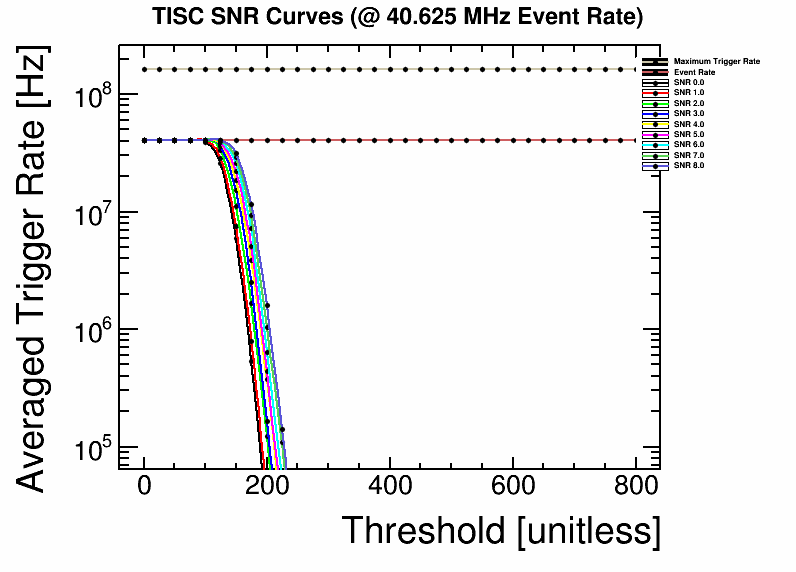 TISC SNR Curves (@ 40.625 MHz Event Rate)
Averaged Trigger Rate [Hz]
10^8
10^7
10^6
10^5
0 200 400 600 800
Threshold [unitless]
Maximum Trigger Rate
Event Rate
SNR 0.0
SNR 1.0
SNR 2.0
SNR 3.0
SNR 4.0
SNR 5.0
SNR 6.0
SNR 7.0
SNR 8.0